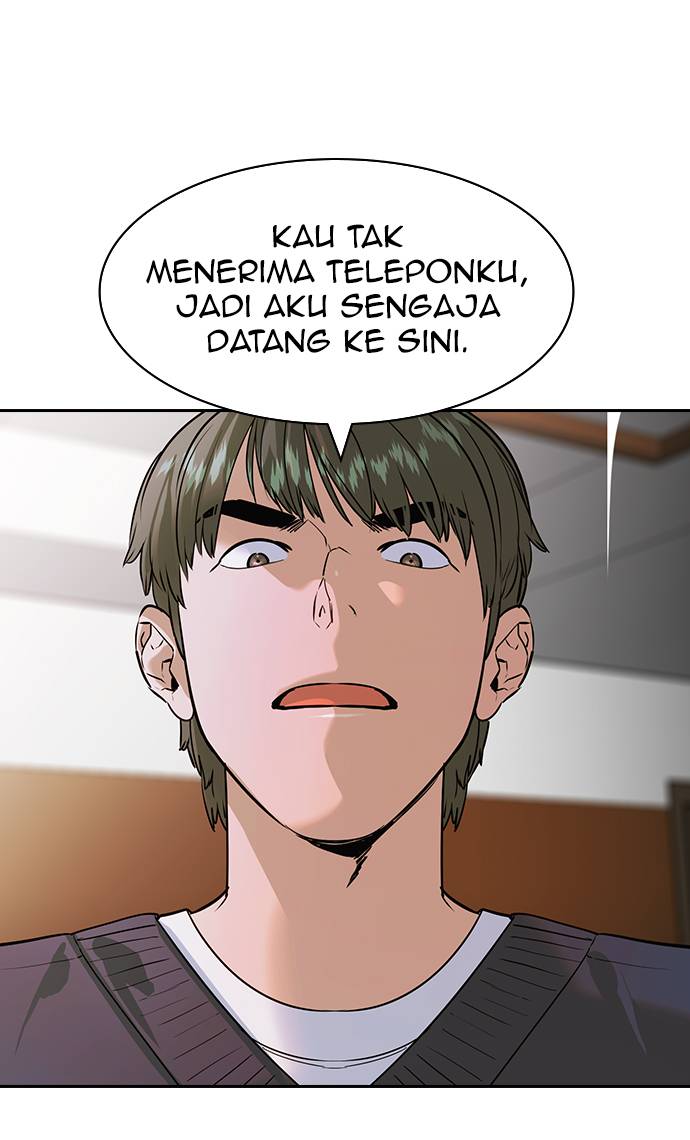 KAU TAK
MENERIMA TELEPONKU,
JADI AKU SENGAJA
DATANG KE SINI.